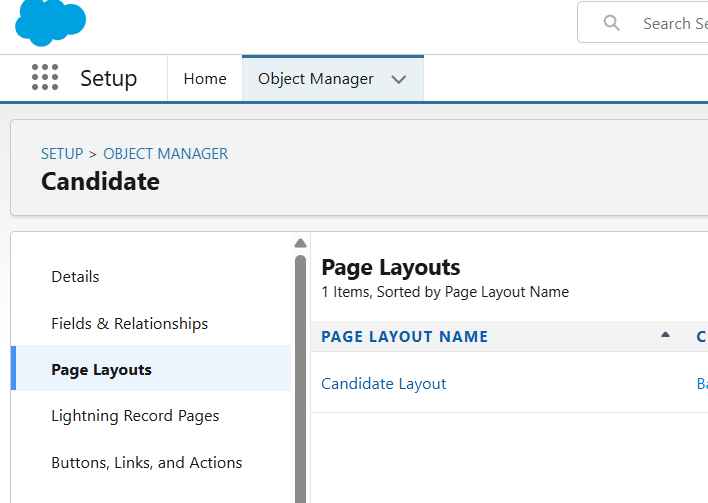 Search Se
Setup
Home
Object Manager
SETUP > OBJECT MANAGER
Candidate
Details
Fields & Relationships
Page Layouts
Lightning Record Pages
Buttons, Links, and Actions
Page Layouts
1 Items, Sorted by Page Layout Name
PAGE LAYOUT NAME
C
Candidate Layout
Ba